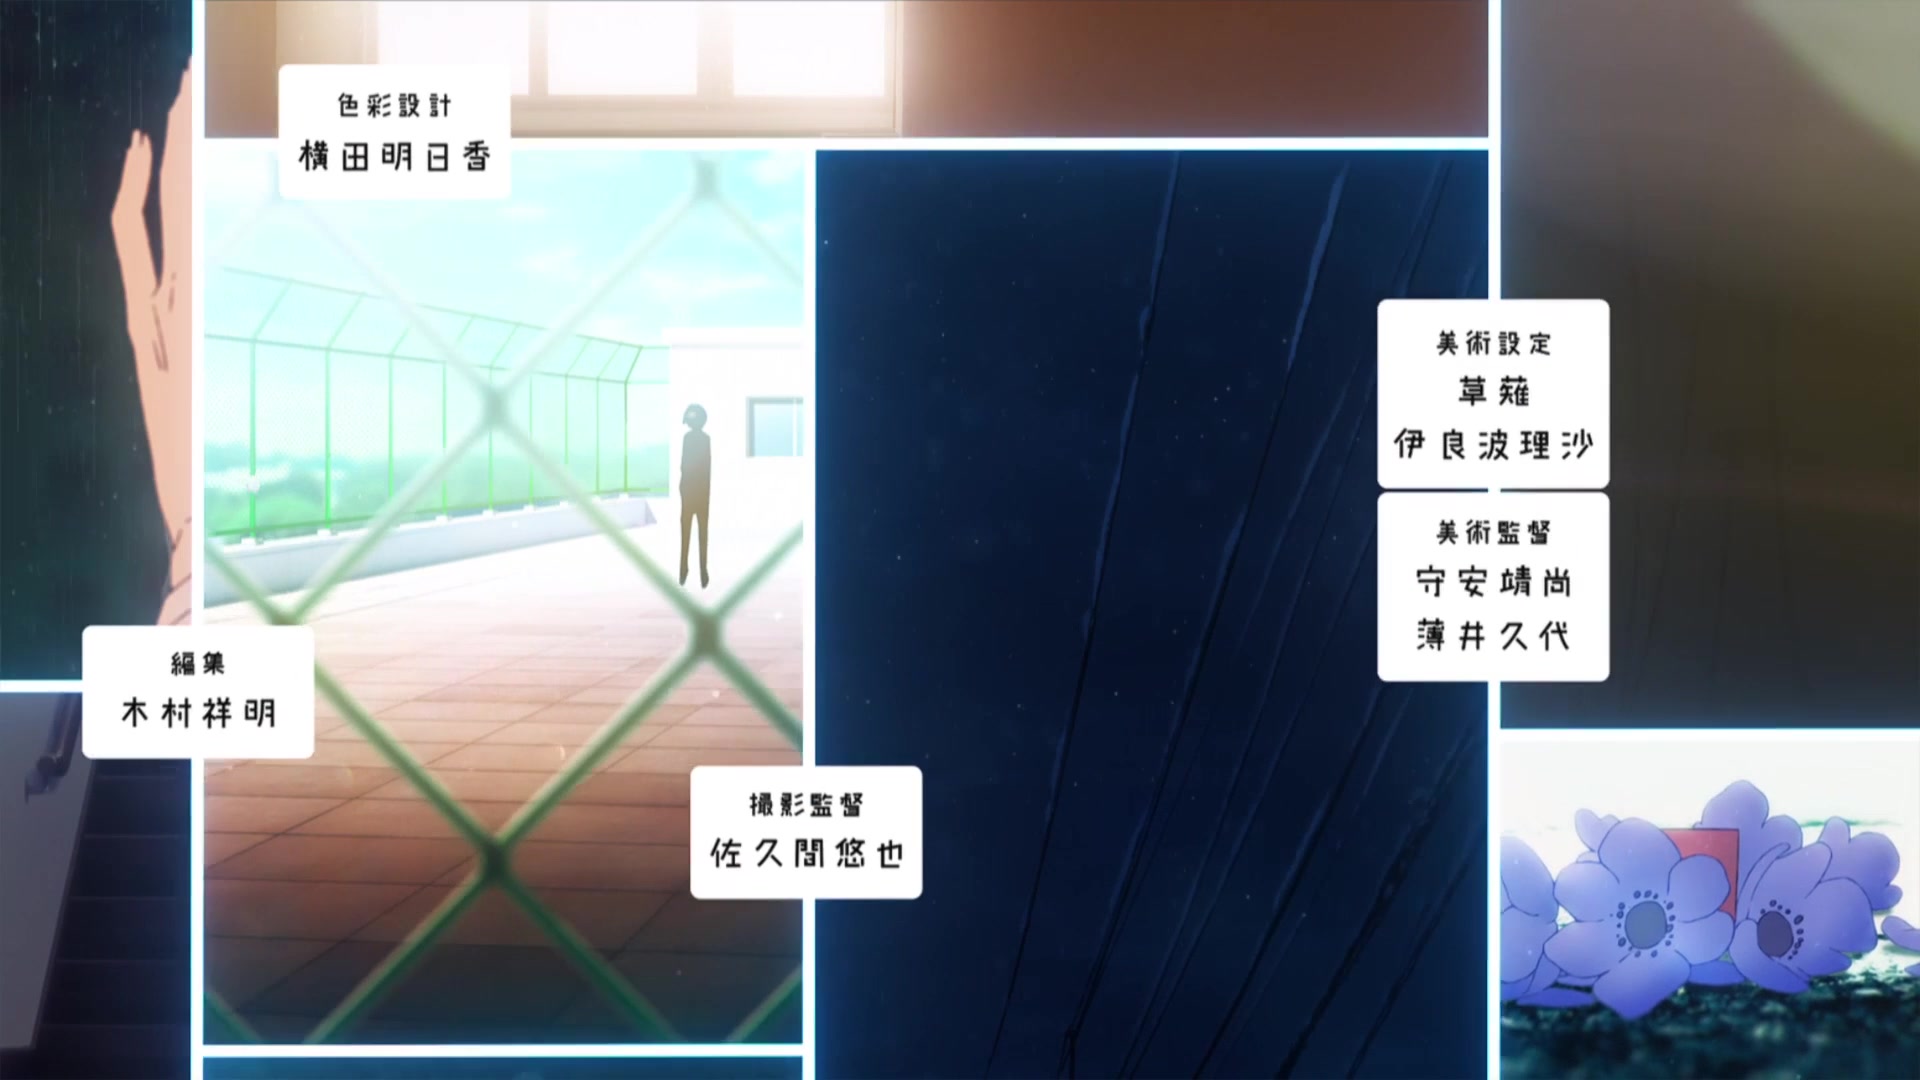 色彩設計
横田明日香
美術設定
草薙
伊良波理沙
美術監督
守安靖尚
薄井久代
編集
木村祥明
撮影監督
佐久間悠也